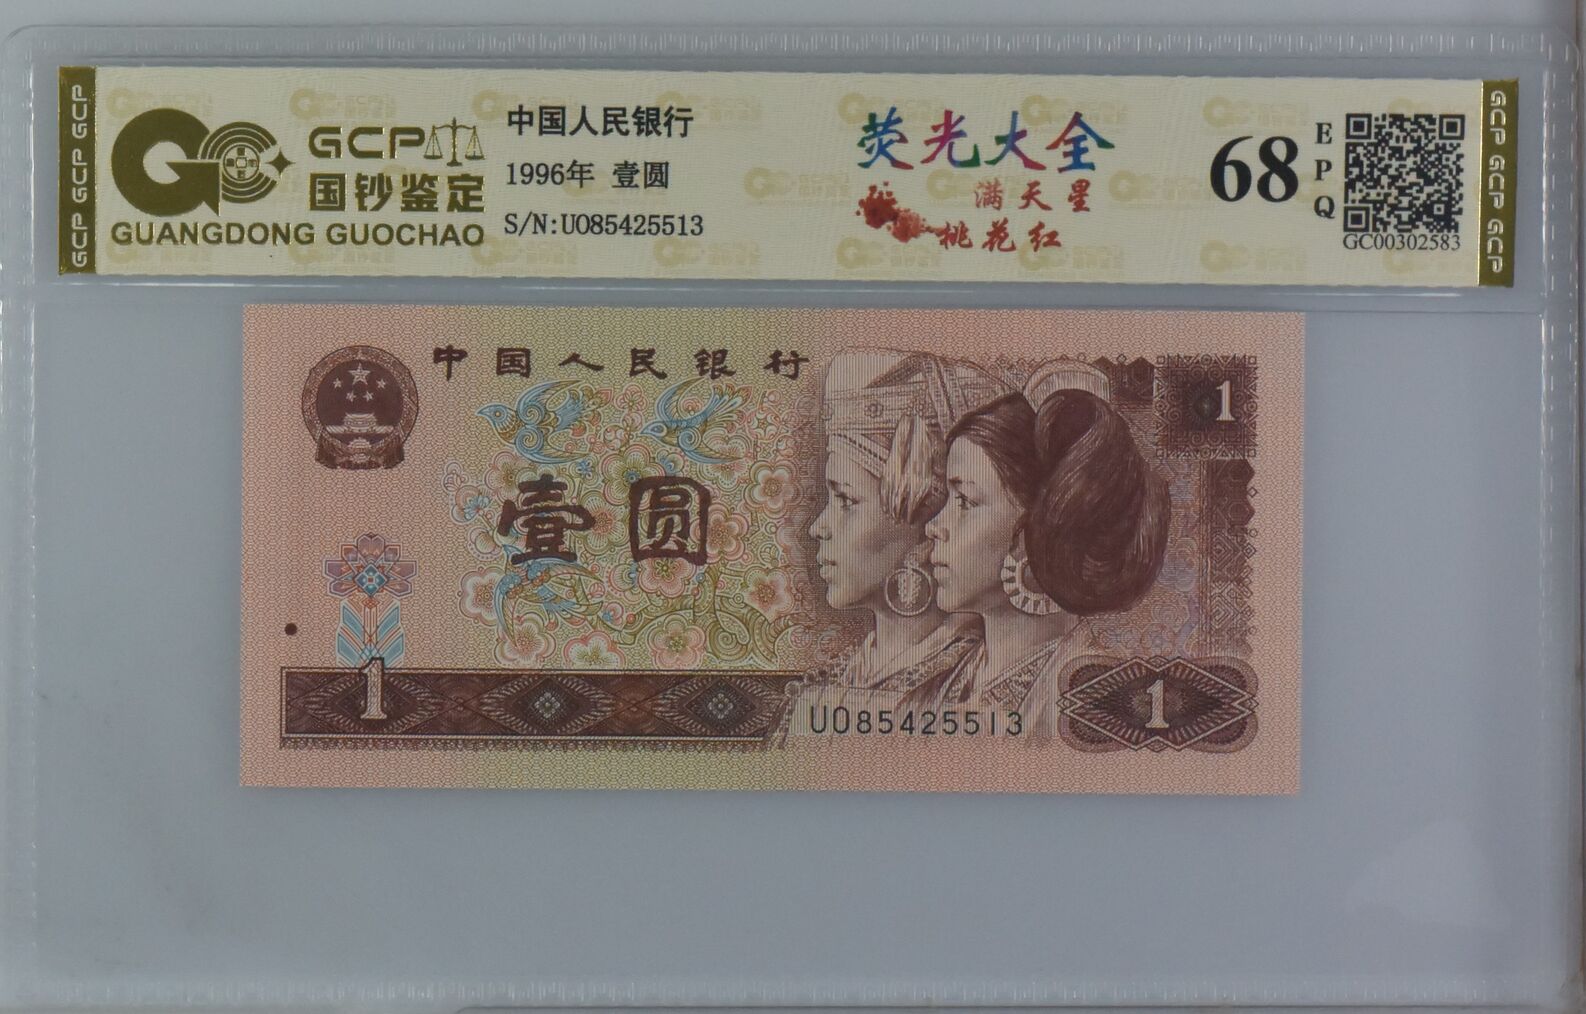 GCP GCP GCP
GCP
国钞鉴定
GUANGDONG GUOCHAO
中国人民银行
1996年 壹圆
S/N:UO85425513
荧光大全
满天星
桃花红
68
EPQ
GC00302583
GCP GCP GCP
中国人民银行
1
壹圆
1
UO85425513
1